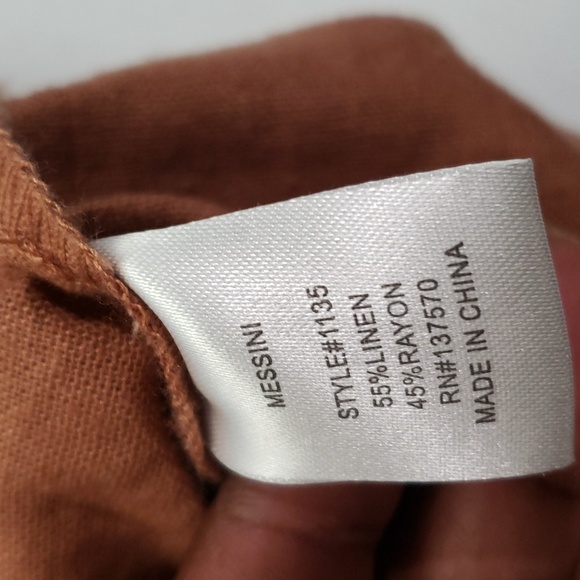 MESSINI
STYLE#1135
55%LINEN
45%RAYON
RN#137570
MADE IN CHINA